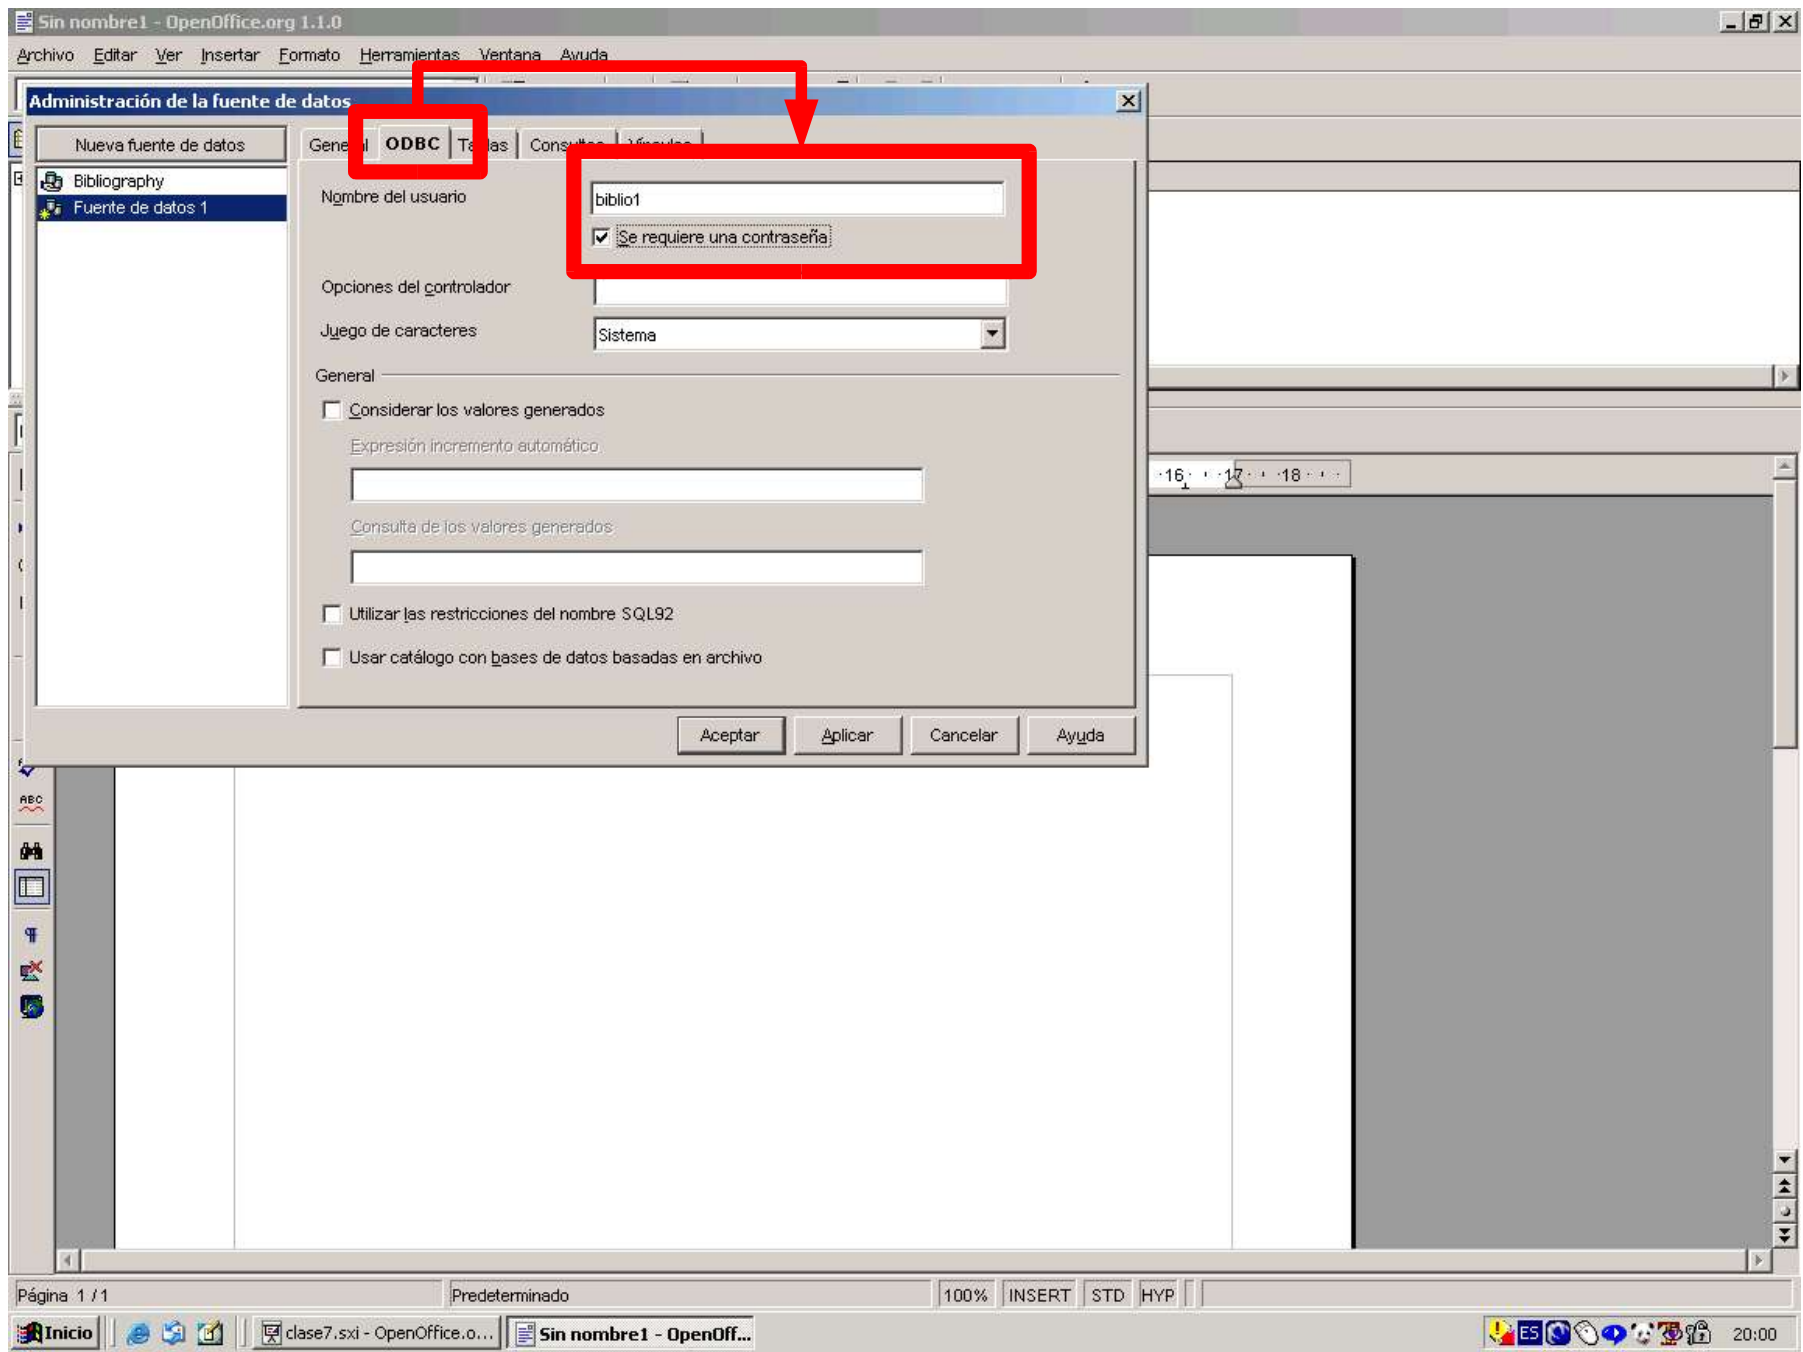 Sin nombre1 - OpenOffice.org 1.1.0
Archivo Editar Ver Insertar Formato Herramientas Ventana Ayuda
Administración de la fuente de datos
Nueva fuente de datos
General ODBC Tablas Consultas Vínculos
Bibliography
Fuente de datos 1
Nombre del usuario
biblio1
Se requiere una contraseña
Opciones del controlador
Juego de caracteres
Sistema
General
Considerar los valores generados
Expresión incremento automático
Consulta de los valores generados
Utilizar las restricciones del nombre SQL92
Usar catálogo con bases de datos basadas en archivo
Aceptar Aplicar Cancelar Ayuda
16 17 18
ABC
Página 1 / 1 Predeterminado 100% INSERT STD HYP
Inicio clase7.sxi - OpenOffice.o... Sin nombre1 - OpenOff... ES 20:00